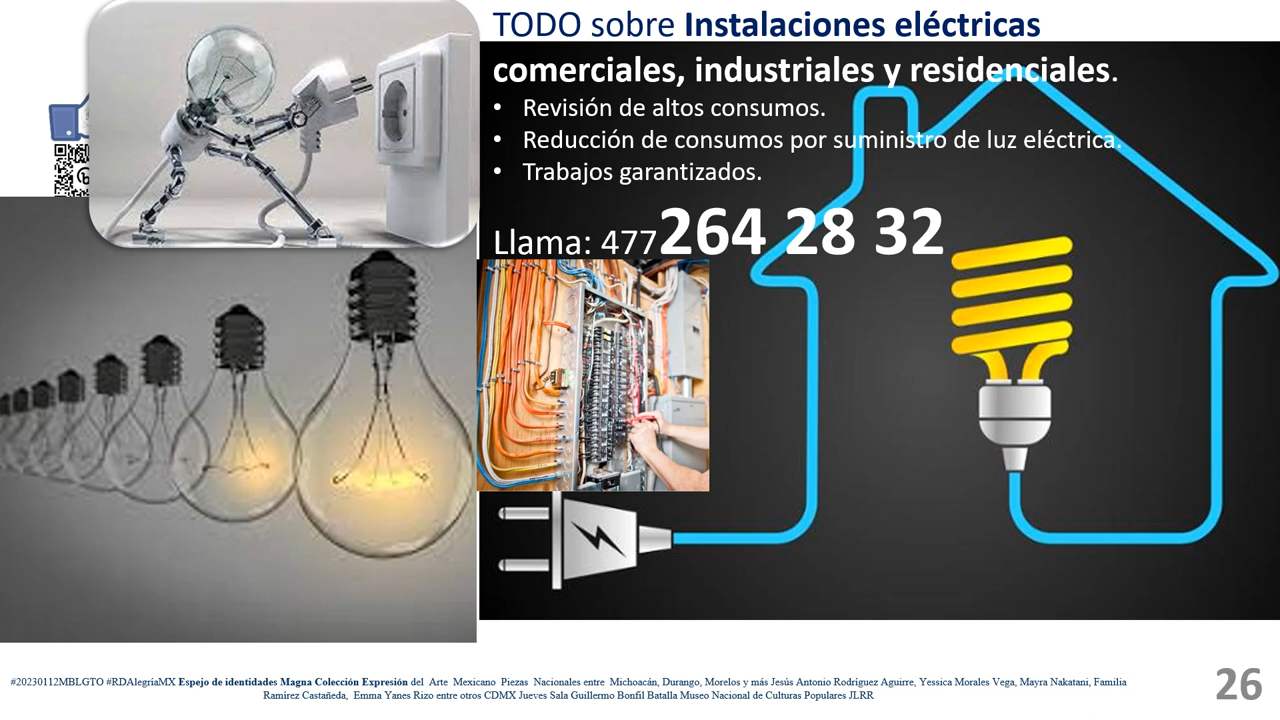 TODO sobre Instalaciones eléctricas
comerciales, industriales y residenciales.
• Revisión de altos consumos.
• Reducción de consumos por suministro de luz eléctrica.
• Trabajos garantizados.
Llama: 477264 28 32
#20230112MBLGTO #RDAlegríaMX Espejo de identidades Magna Colección Expresión del Arte Mexicano Piezas Nacionales entre Michoacán, Durango, Morelos y más Jesús Antonio Rodríguez Aguirre, Yessica Morales Vega, Mayra Nakatani, Familia
Ramírez Castañeda, Emma Yanes Rizo entre otros CDMX Jueves Sala Guillermo Bonfil Batalla Museo Nacional de Culturas Populares JLRR
26